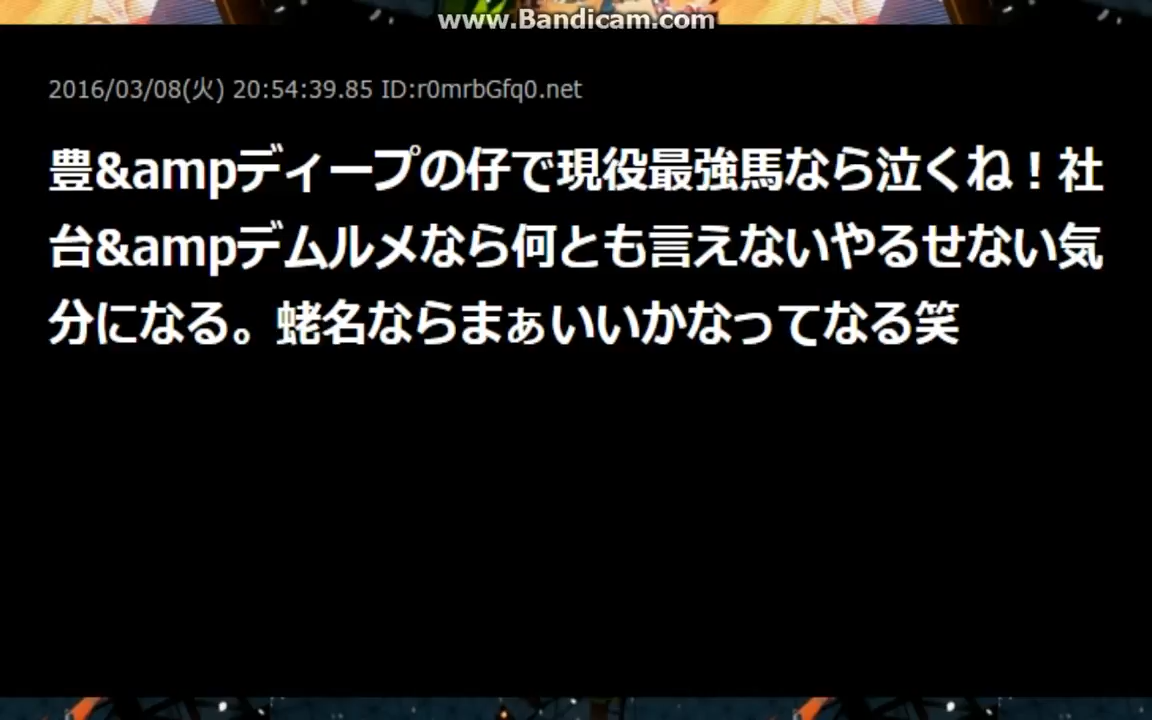 www.Bandicam.com
2016/03/08(火) 20:54:39.85 ID:r0mrbGfq0.net
豊&ampディープの仔で現役最強馬なら泣くね！社
台&ampデムルメなら何とも言えないやるせない気
分になる。蛯名ならまぁいいかなってなる笑